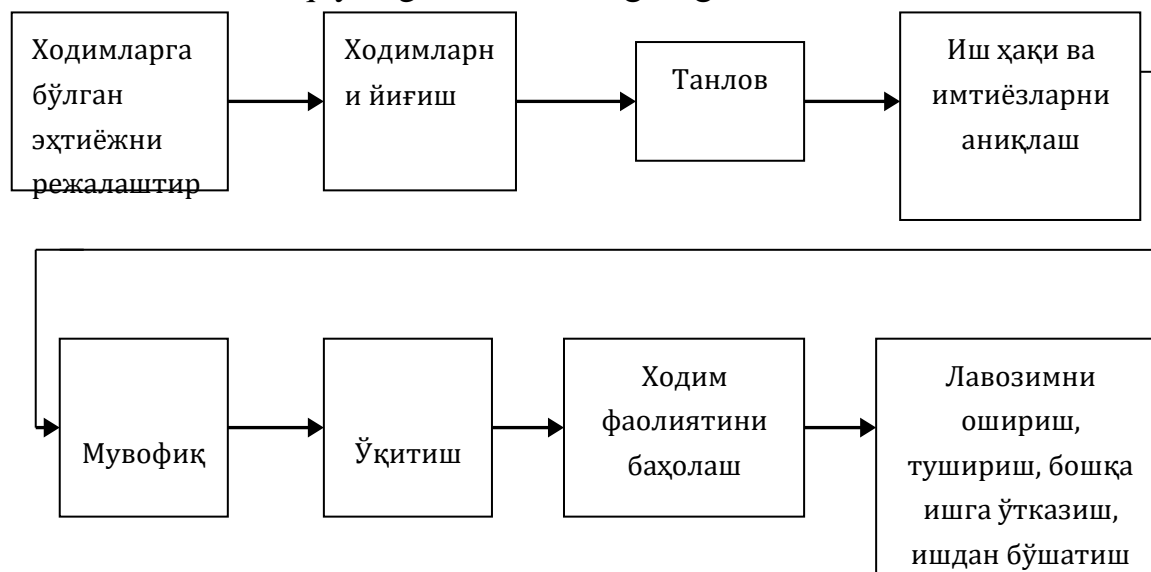 Ходимларга
бўлган
эҳтиёжни
режалаштир
Ходимларн
и йиғиш
Танлов
Иш ҳақи ва
имтиёзларни
аниқлаш
Мувофиқ
Ўқитиш
Ходим
фаолиятини
баҳолаш
Лавозимни
ошириш,
тушириш, бошқа
ишга ўтказиш,
ишдан бўшатиш